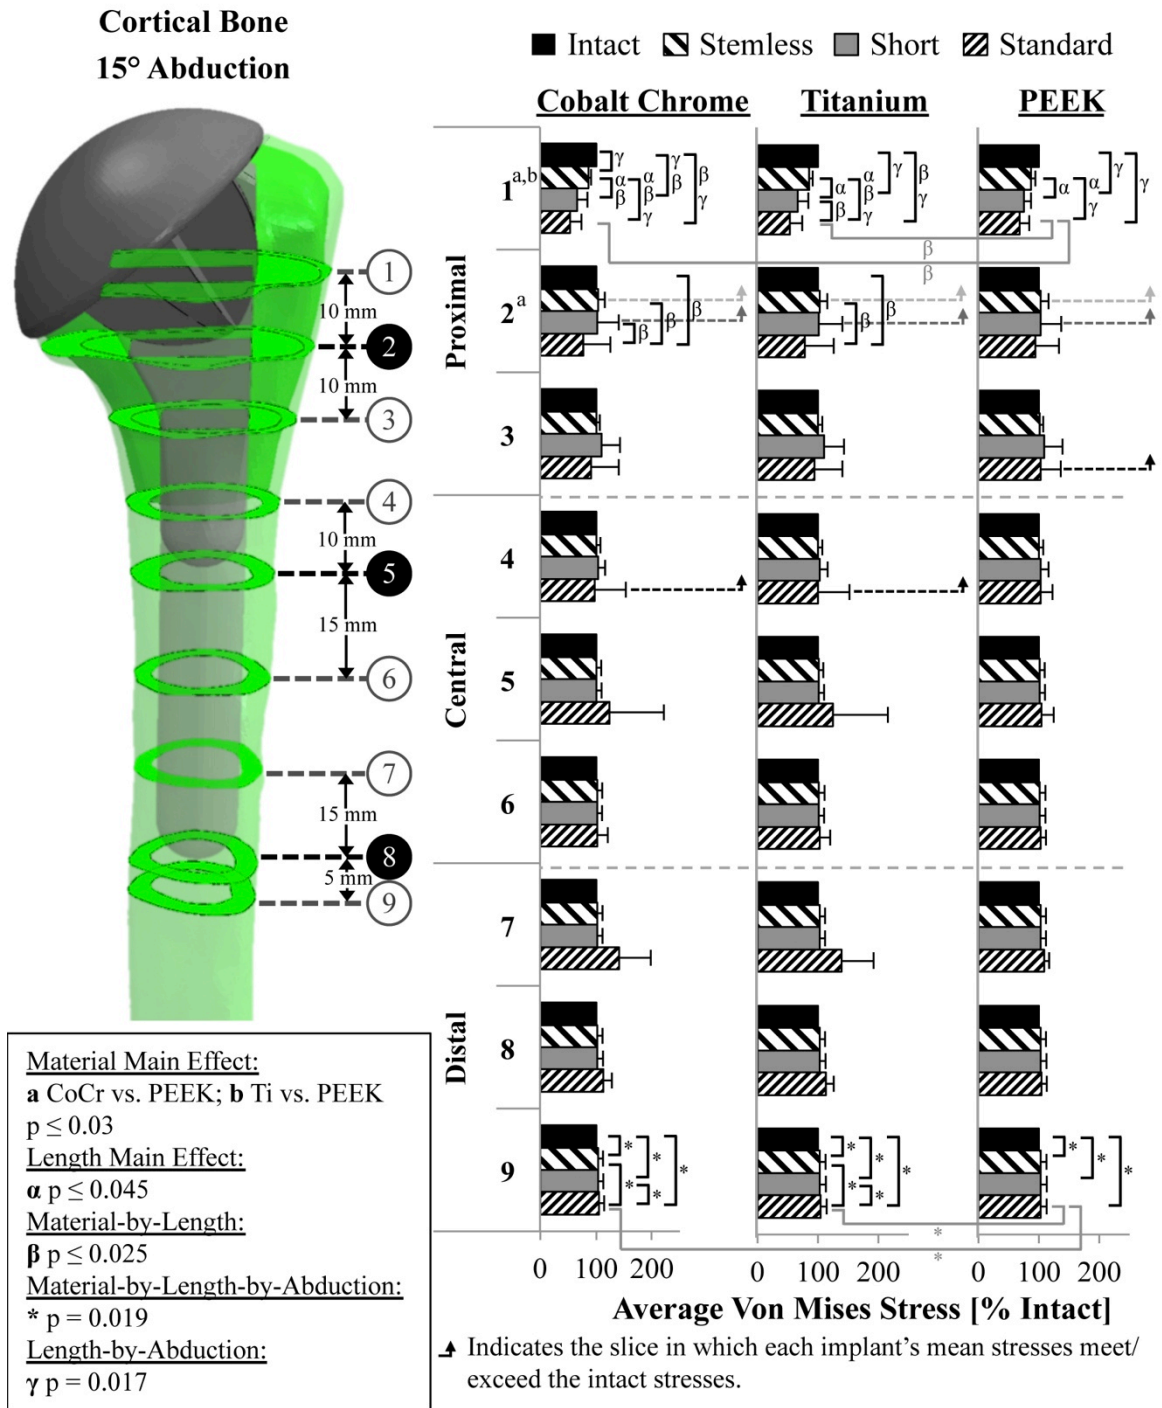 Cortical Bone
15° Abduction
Intact Stemless Short Standard
Cobalt Chrome Titanium PEEK
Proximal
Central
Distal
1a,b
γ α β α β γ γ β β γ
α β β α β γ γ β γ
α α γ γ γ
β
β
2a
β β β β
β β β
3
4
5
6
7
8
9
* * * * * *
* * * * * *
* * *
*
*
0 100 200 0 100 200 0 100 200
Average Von Mises Stress [% Intact]
Indicates the slice in which each implant’s mean stresses meet/
exceed the intact stresses.
1
10 mm
2
10 mm
3
4
10 mm
5
15 mm
6
7
15 mm
8
5 mm
9
Material Main Effect:
a CoCr vs. PEEK; b Ti vs. PEEK
p ≤ 0.03
Length Main Effect:
α p ≤ 0.045
Material-by-Length:
β p ≤ 0.025
Material-by-Length-by-Abduction:
* p = 0.019
Length-by-Abduction:
γ p = 0.017